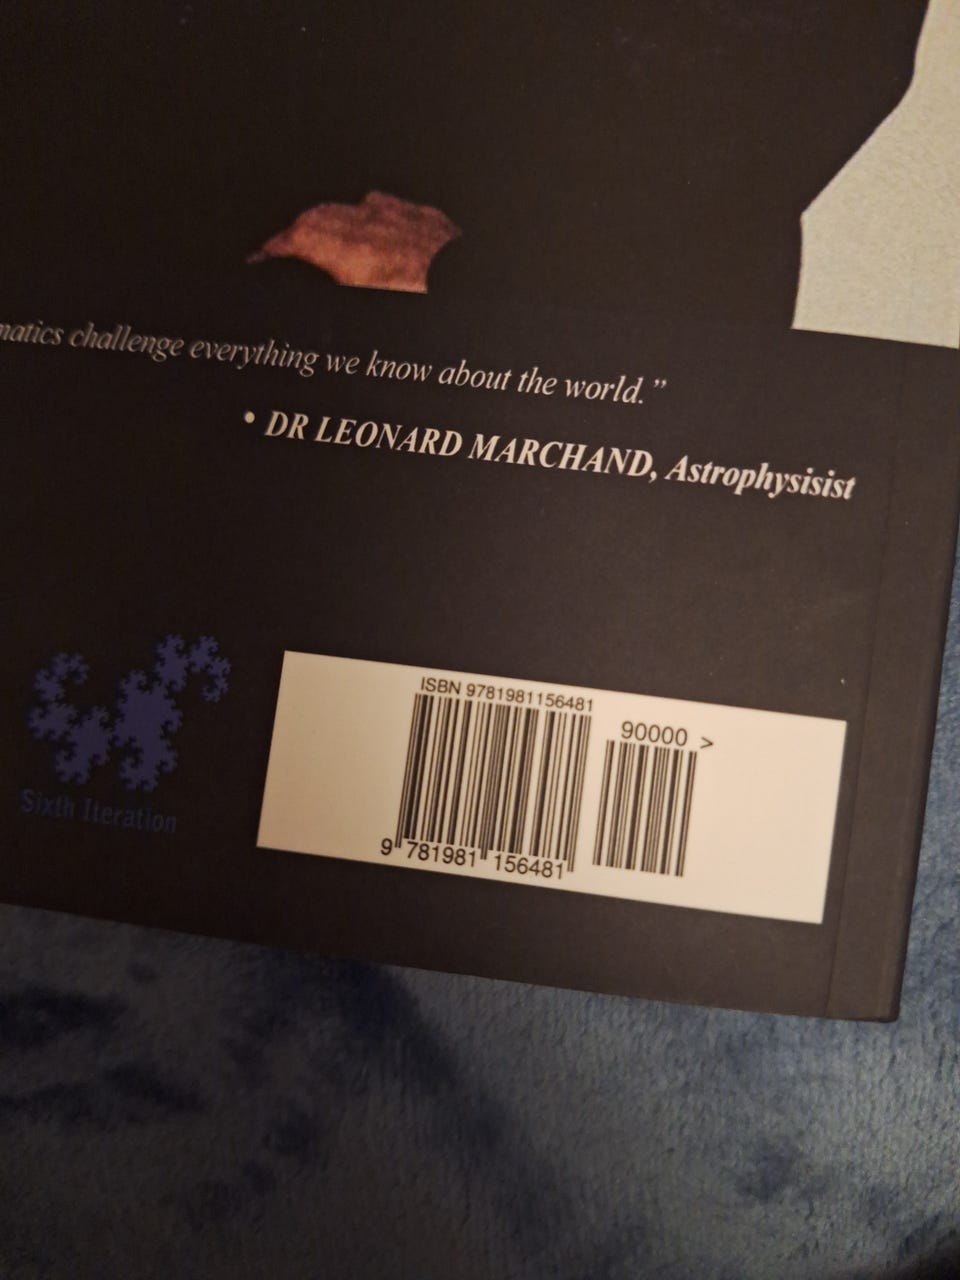 challenge everything we know about the world.”
• DR LEONARD MARCHAND, Astrophysisist
ISBN 9781981156481
90000 >
9 781981 156481
Sixth Iteration